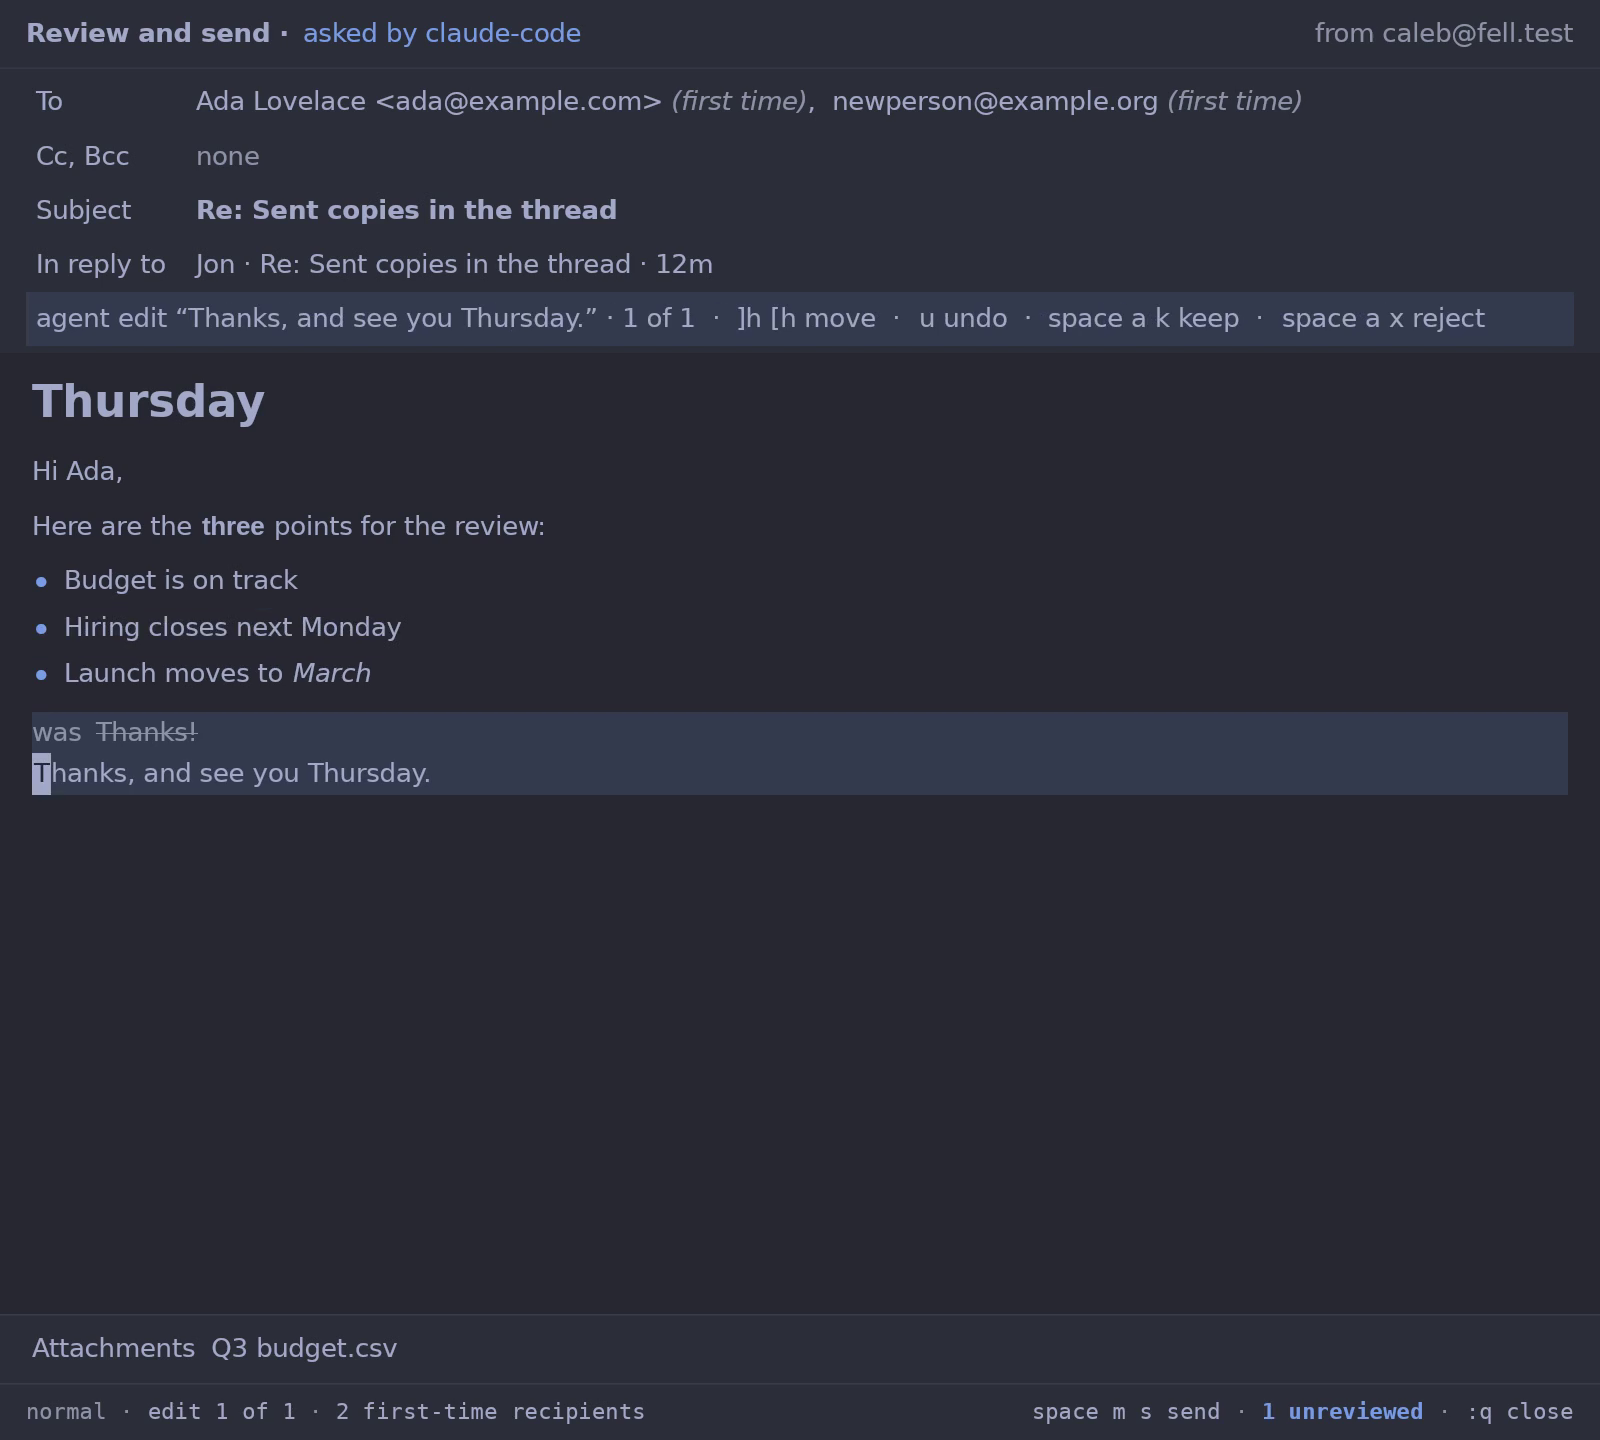 Review and send · asked by claude-code from caleb@fell.test
To Ada Lovelace <ada@example.com> (first time), newperson@example.org (first time)
Cc, Bcc none
Subject Re: Sent copies in the thread
In reply to Jon · Re: Sent copies in the thread · 12m
agent edit “Thanks, and see you Thursday.” · 1 of 1 · ]h [h move · u undo · space a k keep · space a x reject
Thursday
Hi Ada,
Here are the three points for the review:
• Budget is on track
• Hiring closes next Monday
• Launch moves to March
was Thanks!
Thanks, and see you Thursday.
Attachments Q3 budget.csv
normal · edit 1 of 1 · 2 first-time recipients space m s send · 1 unreviewed · :q close